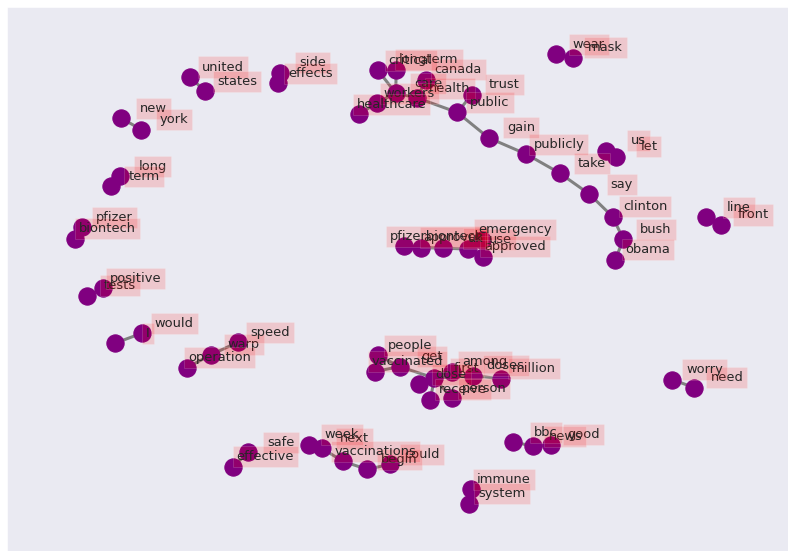 wear
mask
united
states
side
effects
critical
longterm
canada
care
health
trust
workers
public
healthcare
new
york
gain
publicly
us
let
take
long
term
say
clinton
line
front
bush
obama
pfizer
biontech
pfizerbiontech
approves
emergency
use
approved
positive
tests
would
speed
warp
operation
people
get
vaccinated
among
first
doses
million
dose
receive
person
worry
need
bbc
news
good
safe
effective
week
next
vaccinations
begin
could
immune
system